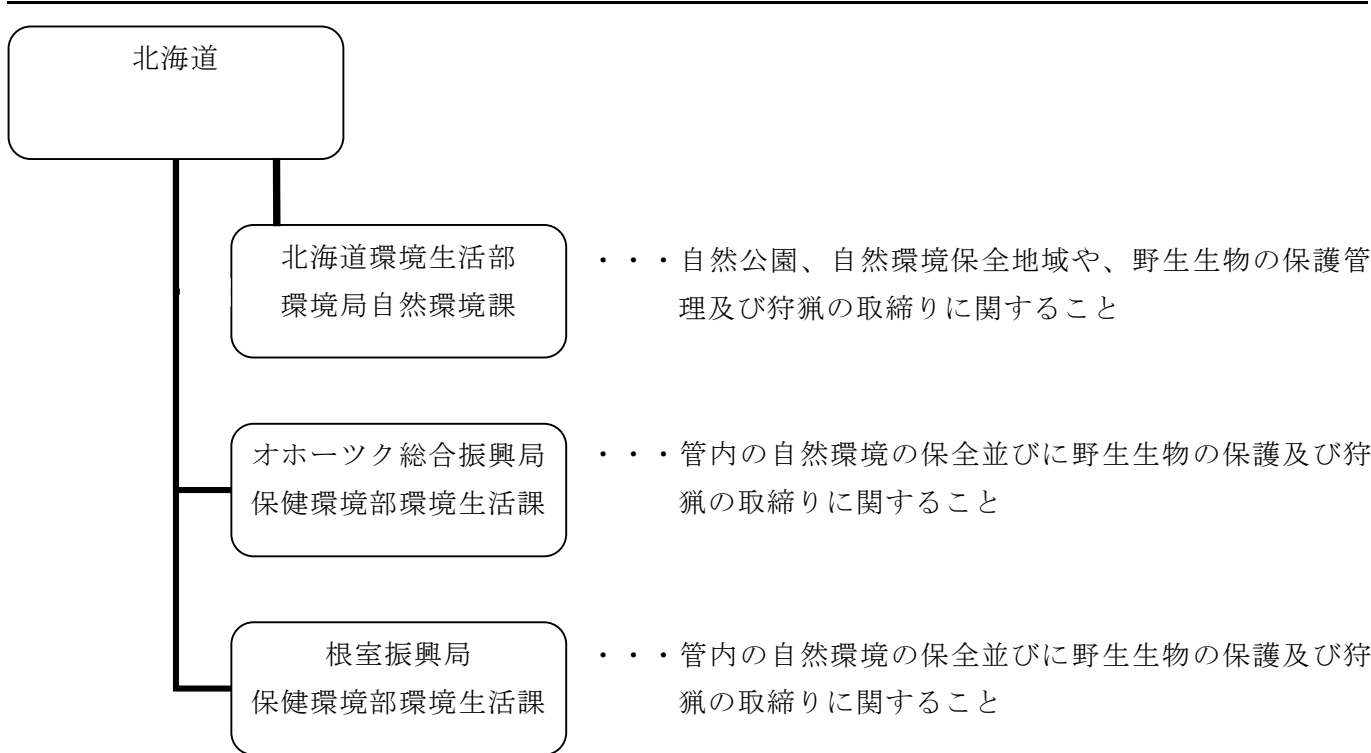 北海道
北海道環境生活部
環境局自然環境課
・・・自然公園、自然環境保全地域や、野生生物の保護管
理及び狩猟の取締りに関すること
オホーツク総合振興局
保健環境部環境生活課
・・・管内の自然環境の保全並びに野生生物の保護及び狩
猟の取締りに関すること
根室振興局
保健環境部環境生活課
・・・管内の自然環境の保全並びに野生生物の保護及び狩
猟の取締りに関すること